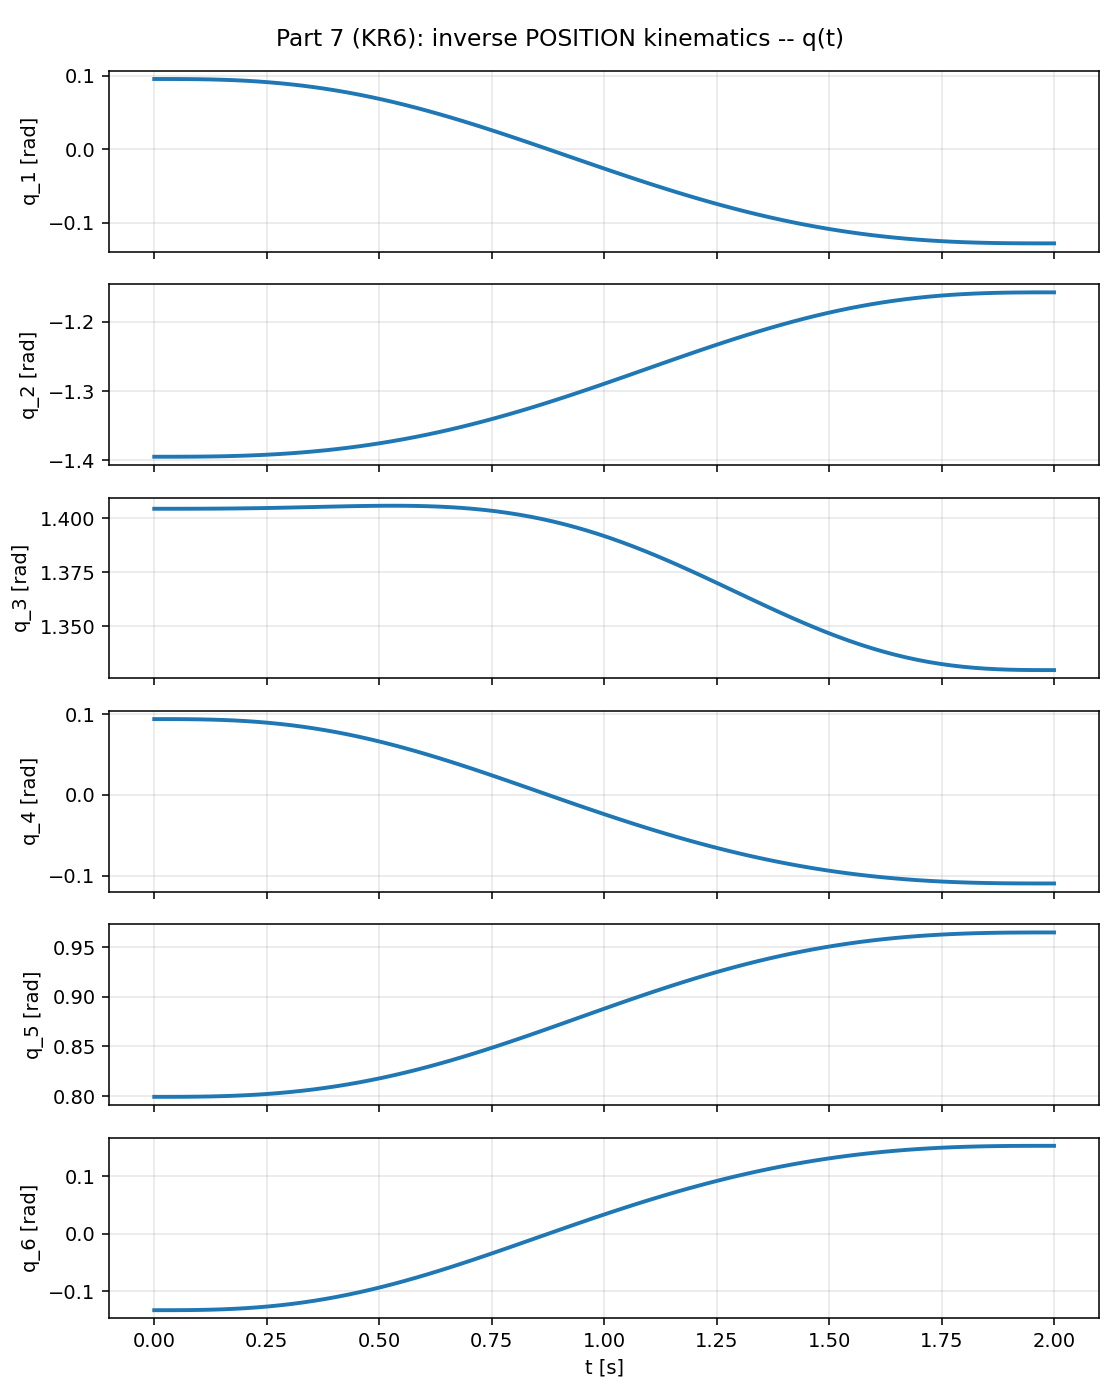 Part 7 (KR6): inverse POSITION kinematics -- q(t)
0.1
0.0
−0.1
q_1 [rad]
−1.2
−1.3
−1.4
q_2 [rad]
1.400
1.375
1.350
q_3 [rad]
0.1
0.0
−0.1
q_4 [rad]
0.95
0.90
0.85
0.80
q_5 [rad]
0.1
0.0
−0.1
q_6 [rad]
0.00 0.25 0.50 0.75 1.00 1.25 1.50 1.75 2.00
t [s]